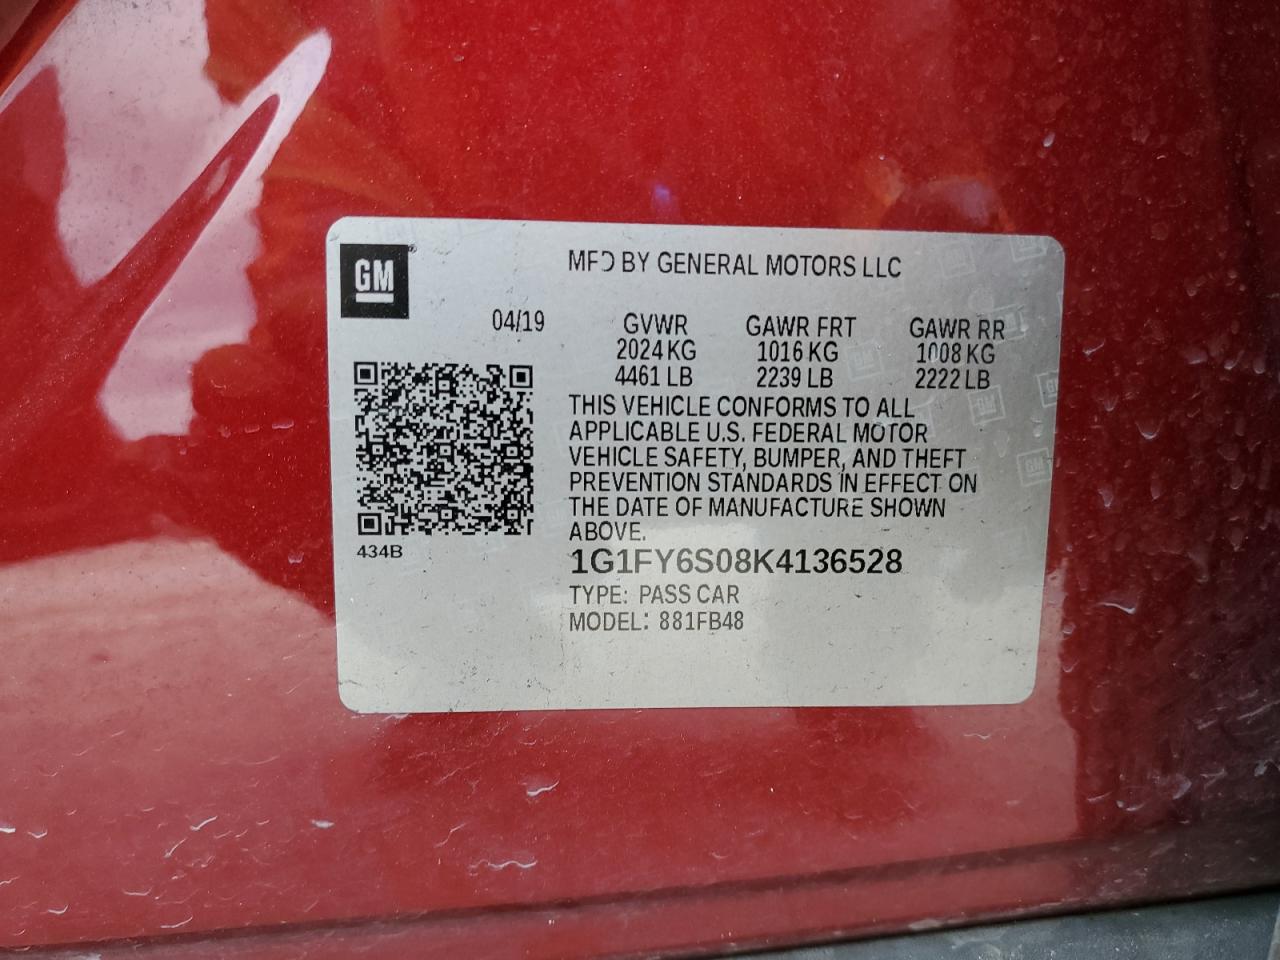 GM
MFD BY GENERAL MOTORS LLC
04/19 GVWR GAWR FRT GAWR RR
2024 KG 1016 KG 1008 KG
4461 LB 2239 LB 2222 LB
THIS VEHICLE CONFORMS TO ALL
APPLICABLE U.S. FEDERAL MOTOR
VEHICLE SAFETY, BUMPER, AND THEFT
PREVENTION STANDARDS IN EFFECT ON
THE DATE OF MANUFACTURE SHOWN
ABOVE.
434B
1G1FY6S08K4136528
TYPE: PASS CAR
MODEL: 881FB48